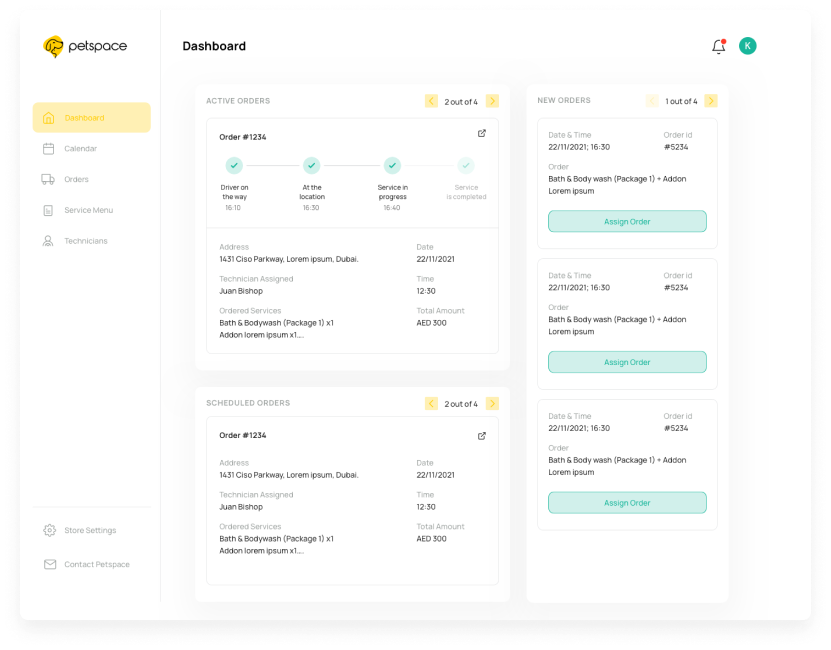 petspace
Dashboard
K
Dashboard
Calendar
Orders
Service Menu
Technicians
Store Settings
Contact Petspace
ACTIVE ORDERS
2 out of 4
Order #1234
Driver on
the way
16:10
At the
location
16:30
Service in
progress
16:40
Service
is completed
Address
1431 Ciso Parkway, Lorem ipsum, Dubai.
Date
22/11/2021
Technician Assigned
Juan Bishop
Time
12:30
Ordered Services
Bath & Bodywash (Package 1) x1
Addon lorem ipsum x1....
Total Amount
AED 300
SCHEDULED ORDERS
2 out of 4
Order #1234
Address
1431 Ciso Parkway, Lorem ipsum, Dubai.
Date
22/11/2021
Technician Assigned
Juan Bishop
Time
12:30
Ordered Services
Bath & Bodywash (Package 1) x1
Addon lorem ipsum x1....
Total Amount
AED 300
NEW ORDERS
1 out of 4
Date & Time
22/11/2021; 16:30
Order id
#5234
Order
Bath & Body wash (Package 1) + Addon
Lorem ipsum
Assign Order
Date & Time
22/11/2021; 16:30
Order id
#5234
Order
Bath & Body wash (Package 1) + Addon
Lorem ipsum
Assign Order
Date & Time
22/11/2021; 16:30
Order id
#5234
Order
Bath & Body wash (Package 1) + Addon
Lorem ipsum
Assign Order